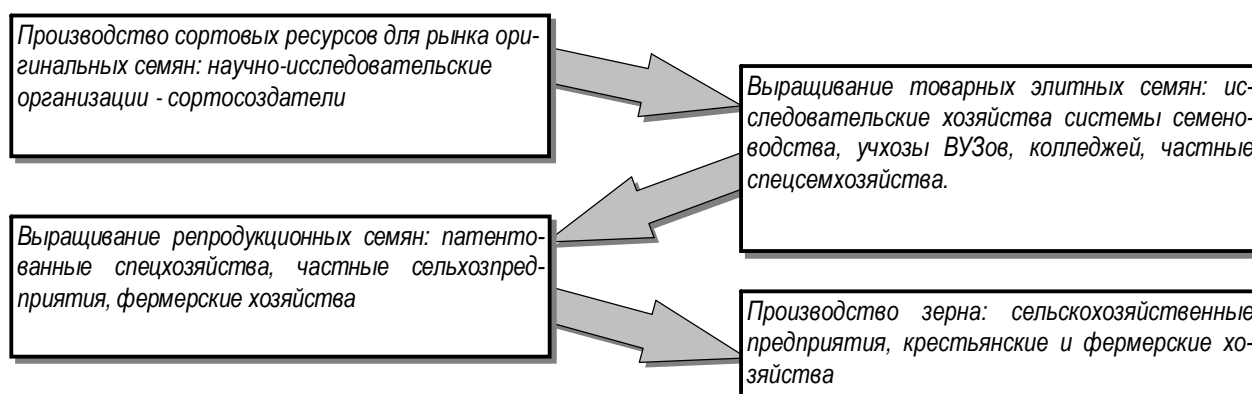 Производство сортовых ресурсов для рынка ори-
гинальных семян: научно-исследовательские
организации - сортосоздатели
Выращивание товарных элитных семян: ис-
следовательские хозяйства системы семено-
водства, учхозы ВУЗов, колледжей, частные
спецсемхозяйства.
Выращивание репродукционных семян: патенто-
ванные спецхозяйства, частные сельхозпред-
приятия, фермерские хозяйства
Производство зерна: сельскохозяйственные
предприятия, крестьянские и фермерские хо-
зяйства